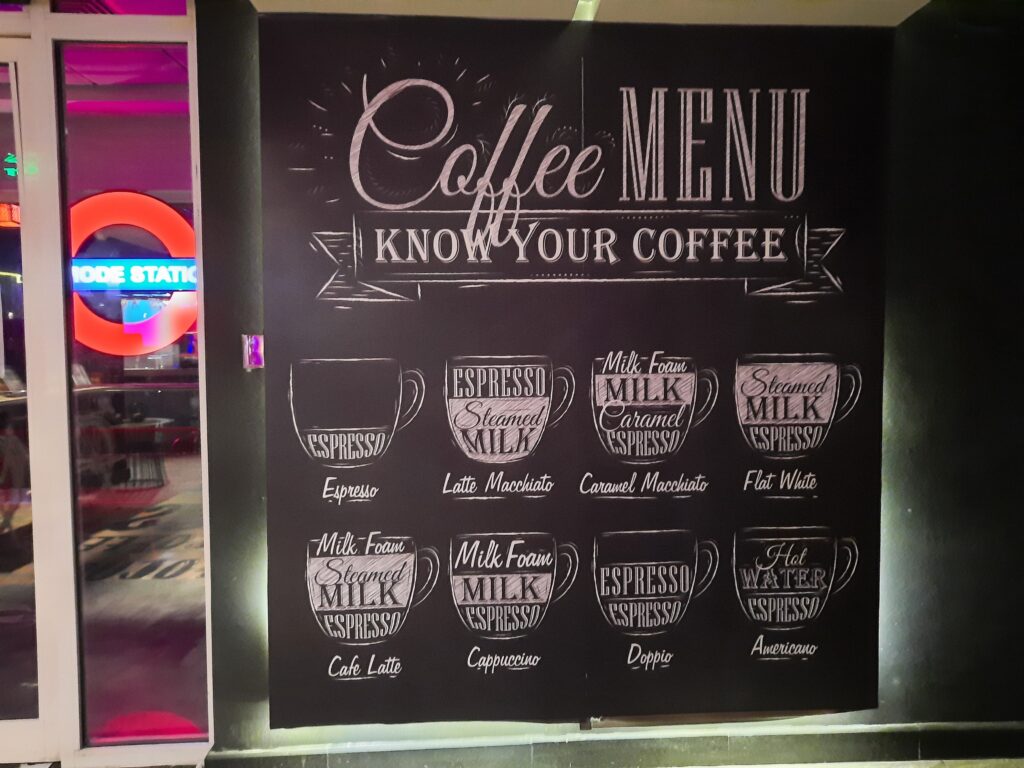 Coffee MENU
KNOW YOUR COFFEE
ESPRESSO
Espresso
ESPRESSO
Steamed
MILK
Latte Macchiato
Milk Foam
MILK
Caramel
ESPRESSO
Caramel Macchiato
Steamed
MILK
ESPRESSO
Flat White
Milk Foam
Steamed
MILK
ESPRESSO
Cafe Latte
Milk Foam
MILK
ESPRESSO
Cappuccino
ESPRESSO
ESPRESSO
Doppio
Hot
WATER
ESPRESSO
Americano